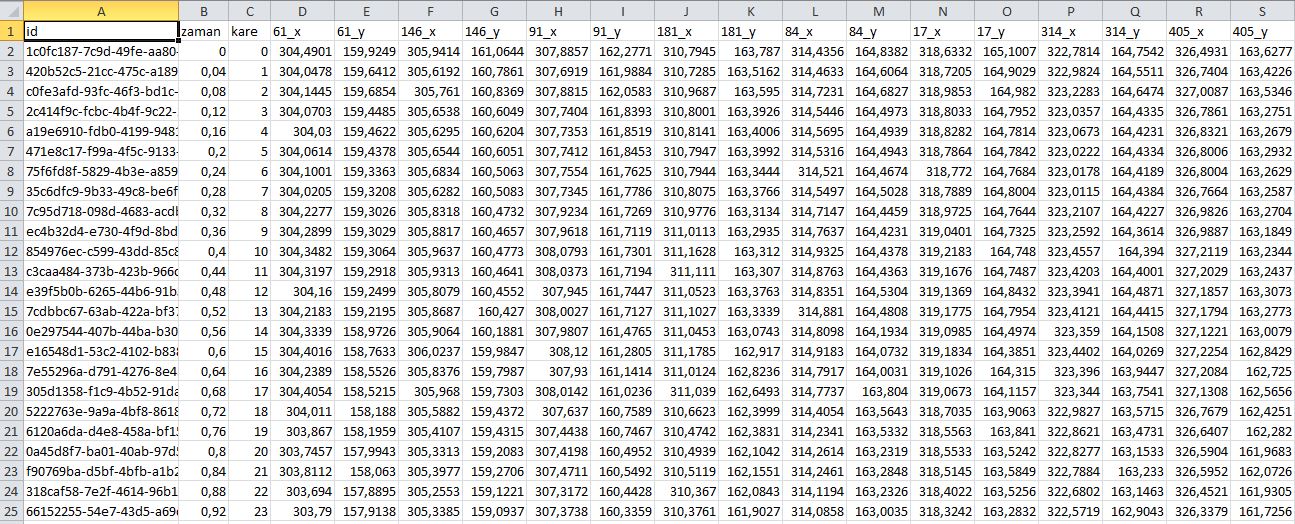 A B C D E F G H I J K L M N O P Q R S
1 id zaman kare 61_x 61_y 146_x 146_y 91_x 91_y 181_x 181_y 84_x 84_y 17_x 17_y 314_x 314_y 405_x 405_y
2 1c0fc187-7c9d-49fe-aa80- 0 0 304,4901 159,9249 305,9414 161,0644 307,8857 162,2771 310,7945 163,787 314,4356 164,8382 318,6332 165,1007 322,7814 164,7542 326,4931 163,6277
3 420b52c5-21cc-475c-a189 0,04 1 304,0478 159,6412 305,6192 160,7861 307,6919 161,9884 310,7285 163,5162 314,4633 164,6064 318,7205 164,9029 322,9824 164,5511 326,7404 163,4226
4 c0fe3afd-93fc-46f3-bd1c- 0,08 2 304,1445 159,6854 305,761 160,8369 307,8815 162,0583 310,9687 163,595 314,7231 164,6827 318,9853 164,982 323,2283 164,6474 327,0087 163,5346
5 2c414f9c-fcbc-4b4f-9c22- 0,12 3 304,0703 159,4485 305,6538 160,6049 307,7404 161,8393 310,8001 163,3926 314,5446 164,4973 318,8033 164,7952 323,0357 164,4335 326,7861 163,2751
6 a19e6910-fdb0-4199-948 0,16 4 304,03 159,4622 305,6295 160,6204 307,7353 161,8519 310,8141 163,4006 314,5695 164,4939 318,8282 164,7814 323,0673 164,4231 326,8321 163,2679
7 471e8c17-f99a-4f5c-9133- 0,2 5 304,0614 159,4378 305,6544 160,6051 307,7412 161,8453 310,7947 163,3992 314,5316 164,4943 318,7868 164,7842 323,0222 164,4334 326,8006 163,2932
8 75f6fd8f-5829-4b3e-a859 0,24 6 304,1001 159,3363 305,6834 160,5063 307,7554 161,7625 310,7944 163,3444 314,521 164,4674 318,772 164,7684 323,0178 164,4189 326,8004 163,2629
9 35c6dfc9-9b33-49c8-be6f 0,28 7 304,0205 159,3208 305,6282 160,5083 307,7345 161,7786 310,8075 163,3766 314,5497 164,5028 318,7889 164,8004 323,0115 164,4384 326,7664 163,2587
10 7c95d718-098d-4683-acd 0,32 8 304,2277 159,3026 305,8318 160,4732 307,9234 161,7269 310,9776 163,3134 314,7147 164,4459 318,9725 164,7644 323,2107 164,4227 326,9826 163,2704
11 ec4b32d4-e730-4f9d-8bd 0,36 9 304,2899 159,3029 305,8817 160,4657 307,9618 161,7119 311,0113 163,2935 314,7637 164,4231 319,0401 164,7325 323,2592 164,3614 326,9887 163,1849
12 854976ec-c599-43dd-85c 0,4 10 304,3482 159,3064 305,9637 160,4773 308,0793 161,7301 311,1628 163,312 314,9325 164,4378 319,2183 164,748 323,4557 164,394 327,2119 163,2344
13 c3caa484-373b-423b-966 0,44 11 304,3197 159,2918 305,9313 160,4641 308,0373 161,7194 311,111 163,307 314,8763 164,4363 319,1676 164,7487 323,4203 164,4001 327,2029 163,2437
14 e39f5b0b-6265-44b6-91b 0,48 12 304,16 159,2499 305,8079 160,4552 307,945 161,7447 311,0523 163,3763 314,8351 164,5304 319,1369 164,8432 323,3941 164,4871 327,1857 163,3073
15 7cdbbc67-63ab-422a-bf3 0,52 13 304,2183 159,2195 305,8687 160,427 308,0027 161,7127 311,1027 163,3339 314,881 164,4808 319,1775 164,7954 323,4121 164,4415 327,1794 163,2773
16 0e297544-407b-44ba-b30 0,56 14 304,3339 158,9726 305,9064 160,1881 307,9807 161,4765 311,0453 163,0743 314,8098 164,1934 319,0985 164,4974 323,359 164,1508 327,1221 163,0079
17 e16548d1-53c2-4102-b83 0,6 15 304,4016 158,7633 306,0237 159,9847 308,12 161,2805 311,1785 162,917 314,9183 164,0732 319,1834 164,3851 323,4402 164,0269 327,2254 162,8429
18 7e55296a-d791-4276-8e4 0,64 16 304,2389 158,5526 305,8376 159,7987 307,93 161,1414 311,0124 162,8236 314,7917 164,0031 319,1026 164,315 323,396 163,9447 327,2084 162,725
19 305d1358-f1c9-4b52-91d 0,68 17 304,4054 158,5215 305,968 159,7303 308,0142 161,0236 311,039 162,6493 314,7737 163,804 319,0673 164,1157 323,344 163,7541 327,1308 162,5656
20 5222763e-9a9a-4bf8-861 0,72 18 304,011 158,188 305,5882 159,4372 307,637 160,7589 310,6623 162,3999 314,4054 163,5643 318,7035 163,9063 322,9827 163,5715 326,7679 162,4251
21 6120a6da-d4e8-458a-bf1 0,76 19 303,867 158,1959 305,4107 159,4315 307,4438 160,7467 310,4742 162,3831 314,2341 163,5332 318,5563 163,841 322,8621 163,4731 326,6407 162,282
22 0a45d8f7-ba01-40ab-97d 0,8 20 303,7457 157,9943 305,3313 159,2083 307,4198 160,4952 310,4939 162,1042 314,2614 163,2319 318,5533 163,5242 322,8277 163,1533 326,5904 161,9683
23 f90769ba-d5bf-4bfb-a1b 0,84 21 303,8112 158,063 305,3977 159,2706 307,4711 160,5492 310,5119 162,1551 314,2461 163,2848 318,5145 163,5849 322,7884 163,233 326,5952 162,0726
24 318caf58-7e2f-4614-96b1 0,88 22 303,694 157,8895 305,2553 159,1221 307,3172 160,4428 310,367 162,0843 314,1194 163,2326 318,4022 163,5256 322,6802 163,1463 326,4521 161,9305
25 66152255-54e7-43d5-a69 0,92 23 303,79 157,9138 305,3385 159,0937 307,3738 160,3359 310,3761 161,9027 314,0858 163,0035 318,3242 163,2832 322,5719 162,9043 326,3379 161,7256